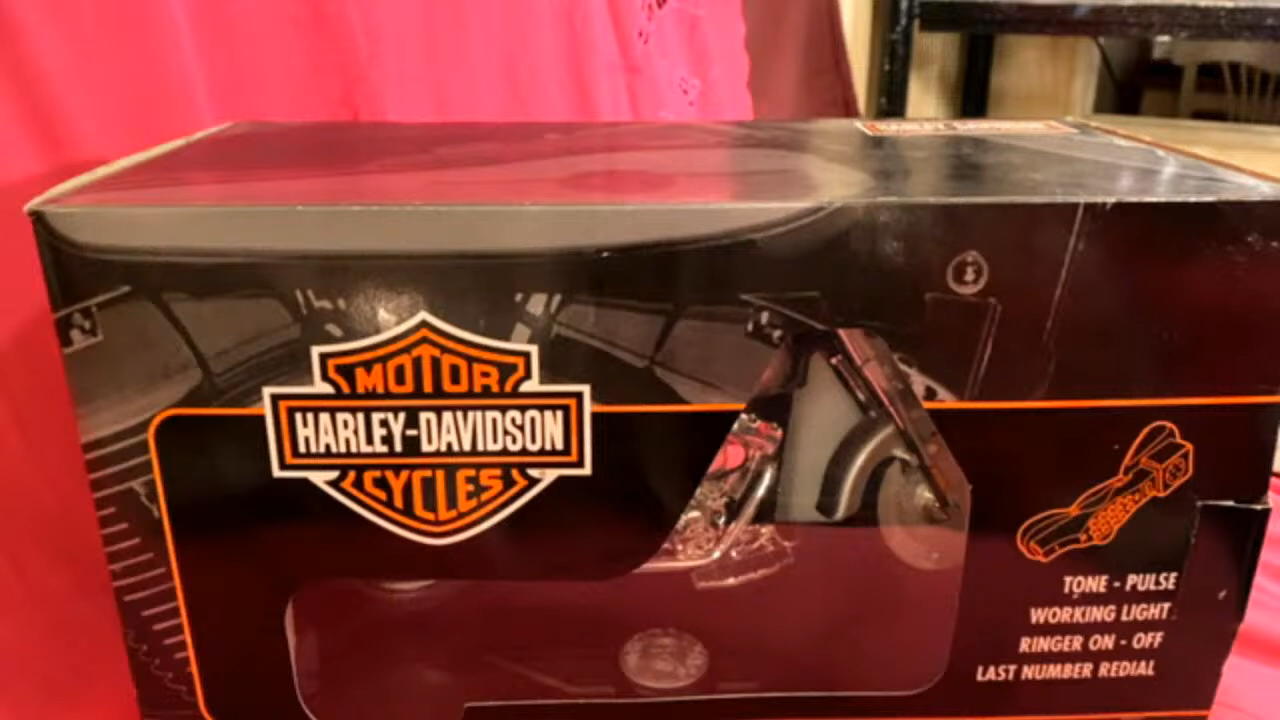 MOTOR
HARLEY-DAVIDSON
CYCLES
TONE - PULSE
WORKING LIGHT
RINGER ON - OFF
LAST NUMBER REDIAL